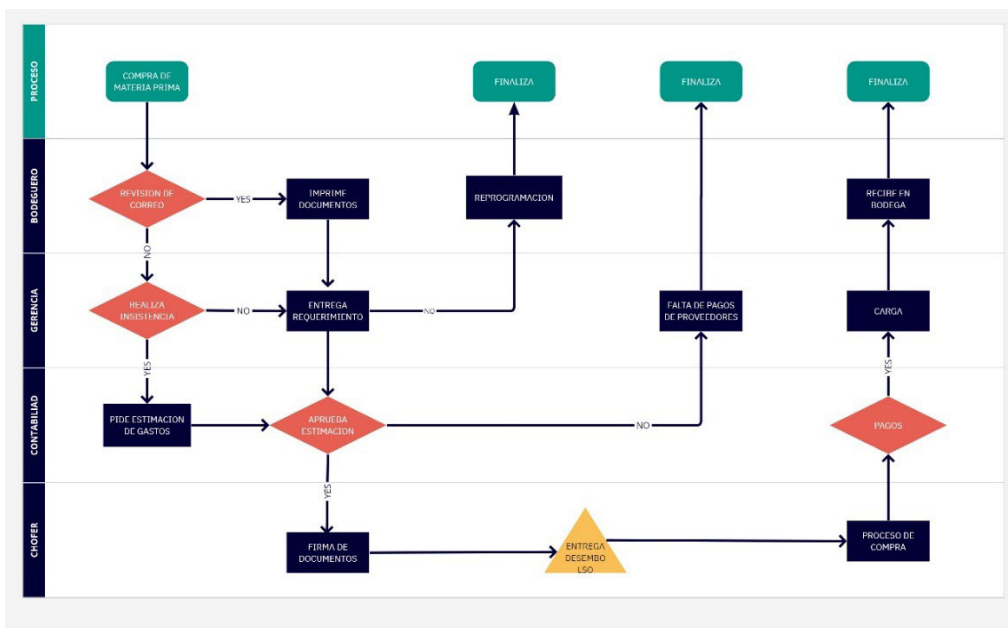 PROCESO
COMPRA DE
MATERIA PRIMA
FINALIZA
FINALIZA
FINALIZA
BODEGUERO
REVISION DE
CORREO
YES
IMPRIME
DOCUMENTOS
REPROGRAMACION
RECIBE EN
BODEGA
NO
GERENCIA
REALIZA
INSISTENCIA
NO
ENTREGA
REQUERIMIENTO
NO
FALTA DE PAGOS
DE PROVEEDORES
CARGA
YES
YES
CONTABILIAD
PIDE ESTIMACION
DE GASTOS
APRUEBA
ESTIMACION
NO
PAGOS
YES
CHOFER
FIRMA DE
DOCUMENTOS
ENTREGA
DESEMBO
LSO
PROCESO DE
COMPRA